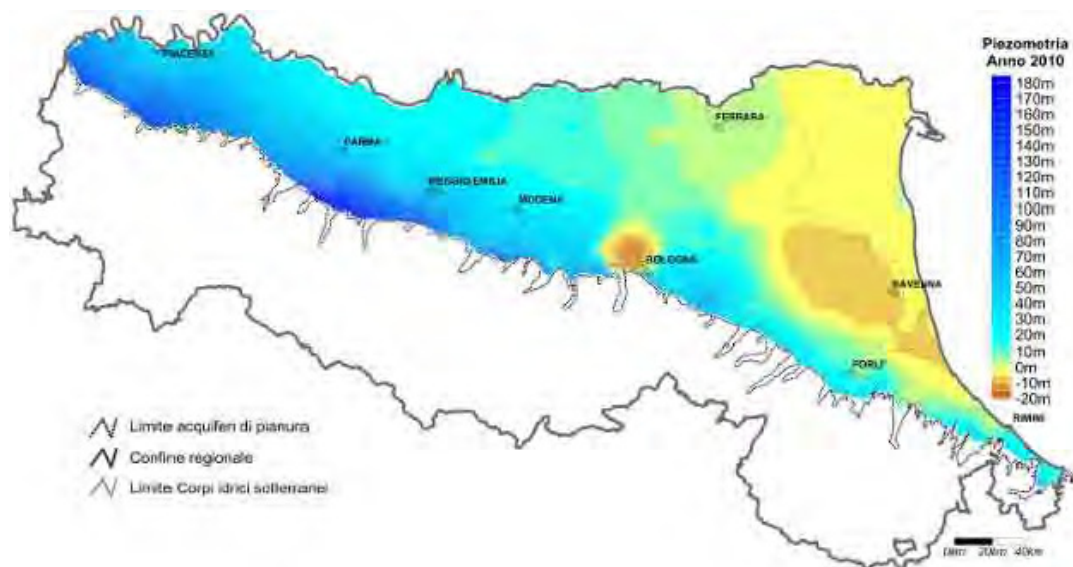 PIACENZA
PARMA
REGGIO EMILIA
MODENA
BOLOGNA
FERRARA
RAVENNA
FORLI'
RIMINI
Piezometria
Anno 2010
180m
170m
160m
150m
140m
130m
120m
110m
100m
90m
80m
70m
60m
50m
40m
30m
20m
10m
0m
-10m
-20m
Limite acquiferi di pianura
Confine regionale
Limite Corpi idrici sotterranei
0km 20km 40km